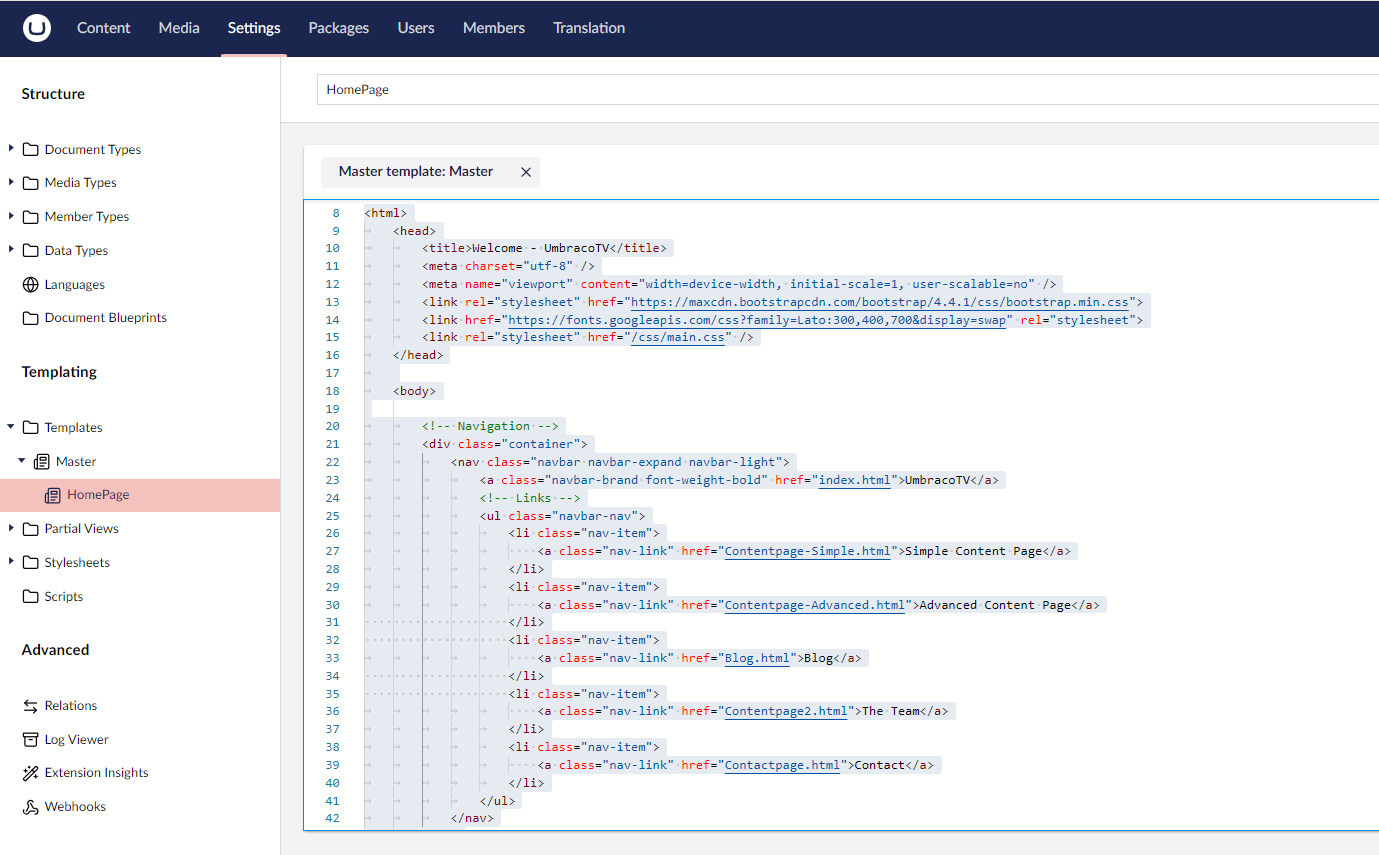 Content Media Settings Packages Users Members Translation
Structure
Document Types
Media Types
Member Types
Data Types
Languages
Document Blueprints
Templating
Templates
Master
HomePage
Partial Views
Stylesheets
Scripts
Advanced
Relations
Log Viewer
Extension Insights
Webhooks
HomePage
Master template: Master
8 <html>
9 <head>
10 <title>Welcome - UmbracoTV</title>
11 <meta charset="utf-8" />
12 <meta name="viewport" content="width=device-width, initial-scale=1, user-scalable=no" />
13 <link rel="stylesheet" href="https://maxcdn.bootstrapcdn.com/bootstrap/4.4.1/css/bootstrap.min.css">
14 <link href="https://fonts.googleapis.com/css?family=Lato:300,400,700&display=swap" rel="stylesheet">
15 <link rel="stylesheet" href="/css/main.css" />
16 </head>
17
18 <body>
19
20 <!-- Navigation -->
21 <div class="container">
22 <nav class="navbar navbar-expand navbar-light">
23 <a class="navbar-brand font-weight-bold" href="index.html">UmbracoTV</a>
24 <!-- Links -->
25 <ul class="navbar-nav">
26 <li class="nav-item">
27 <a class="nav-link" href="Contentpage-Simple.html">Simple Content Page</a>
28 </li>
29 <li class="nav-item">
30 <a class="nav-link" href="Contentpage-Advanced.html">Advanced Content Page</a>
31 </li>
32 <li class="nav-item">
33 <a class="nav-link" href="Blog.html">Blog</a>
34 </li>
35 <li class="nav-item">
36 <a class="nav-link" href="Contentpage2.html">The Team</a>
37 </li>
38 <li class="nav-item">
39 <a class="nav-link" href="Contactpage.html">Contact</a>
40 </li>
41 </ul>
42 </nav>